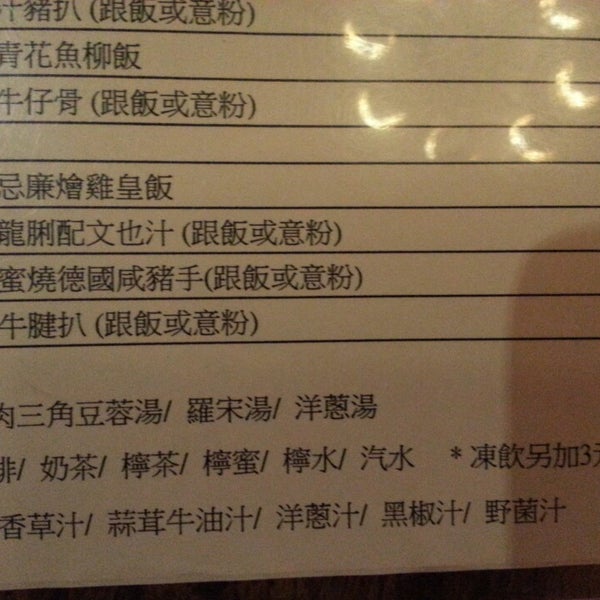 汁豬扒 (跟飯或意粉)
青花魚柳飯
牛仔骨 (跟飯或意粉)
忌廉燴雞皇飯
龍脷配文也汁 (跟飯或意粉)
蜜燒德國咸豬手(跟飯或意粉)
牛腱扒 (跟飯或意粉)
肉三角豆蓉湯/ 羅宋湯/ 洋蔥湯
啡/ 奶茶/ 檸茶/ 檸蜜/ 檸水/ 汽水 * 凍飲另加3元
香草汁/ 蒜茸牛油汁/ 洋蔥汁/ 黑椒汁/ 野菌汁